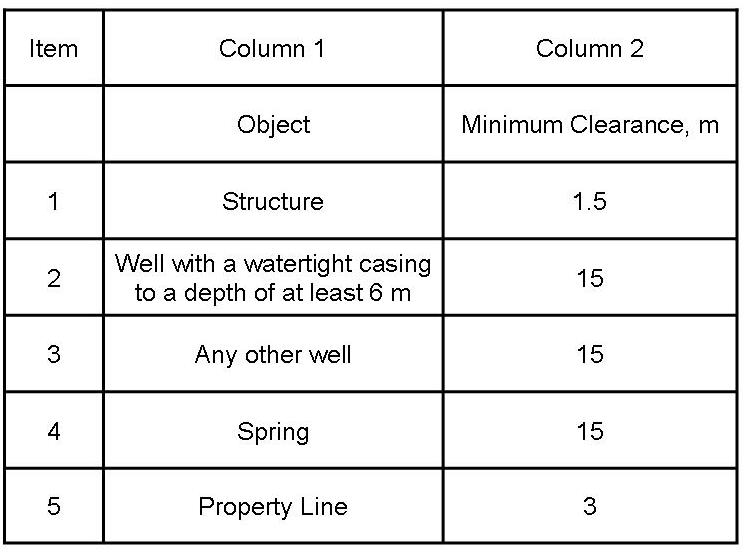 Item Column 1 Column 2
Object Minimum Clearance, m
1 Structure 1.5
2 Well with a watertight casing
to a depth of at least 6 m 15
3 Any other well 15
4 Spring 15
5 Property Line 3